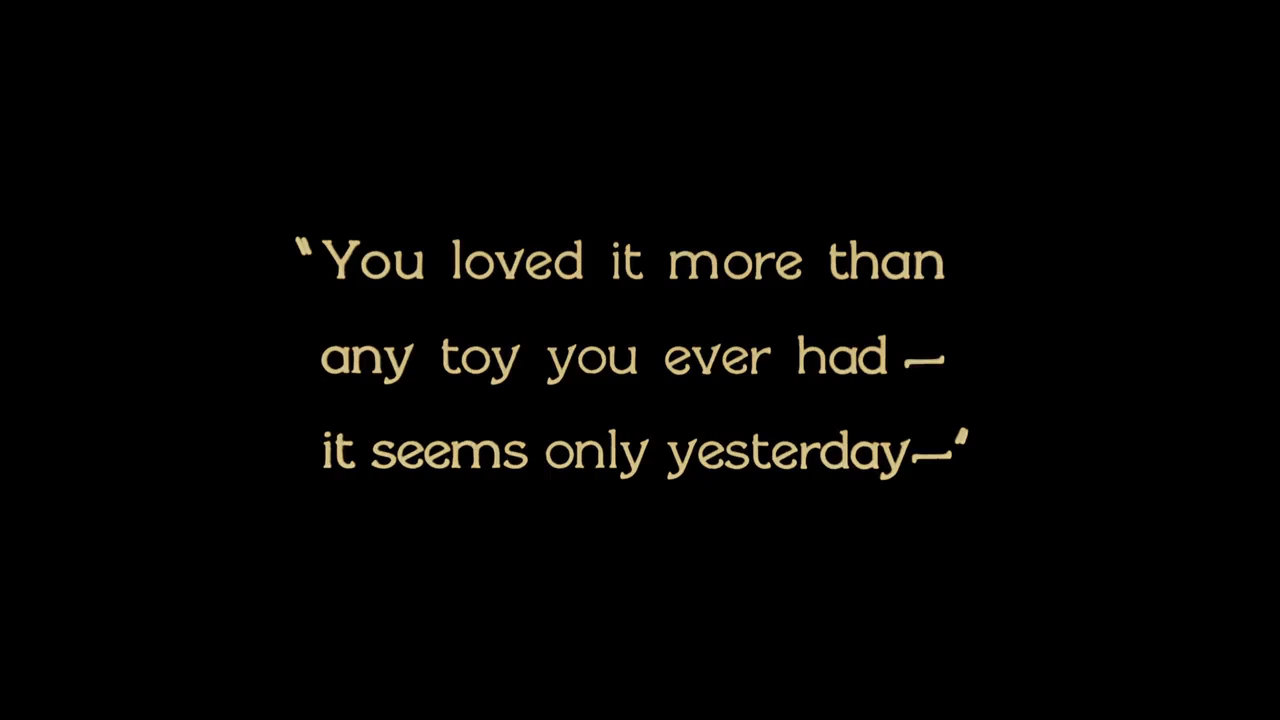 "You loved it more than
any toy you ever had —
it seems only yesterday—"